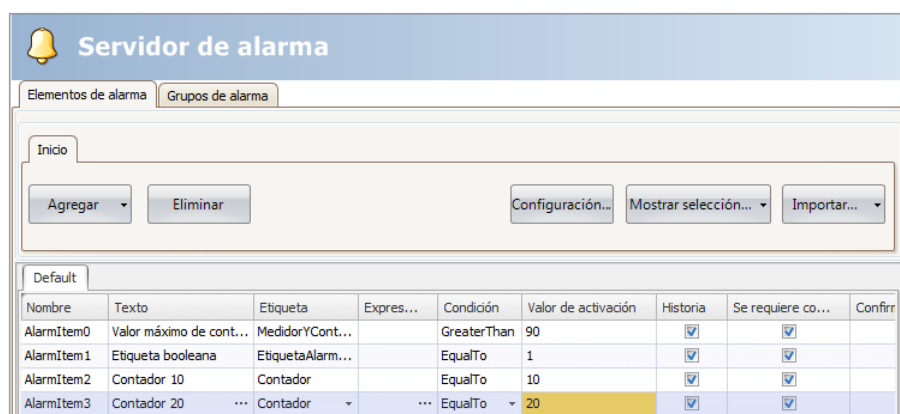 Servidor de alarma
Elementos de alarma Grupos de alarma
Inicio
Agregar Eliminar Configuración... Mostrar selección... Importar...
Default
Nombre Texto Etiqueta Expres... Condición Valor de activación Historia Se requiere co... Confirr
AlarmItem0 Valor máximo de cont... MedidorYCont... GreaterThan 90
AlarmItem1 Etiqueta booleana EtiquetaAlarm... EqualTo 1
AlarmItem2 Contador 10 Contador EqualTo 10
AlarmItem3 Contador 20 ... Contador ... EqualTo 20